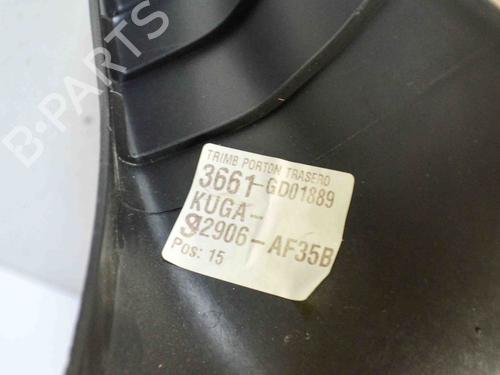 B-PARTS
TRIMB PORTON TRASERO
3661-GD01889
KUGA-
S2906-AF35B
Pos: 15